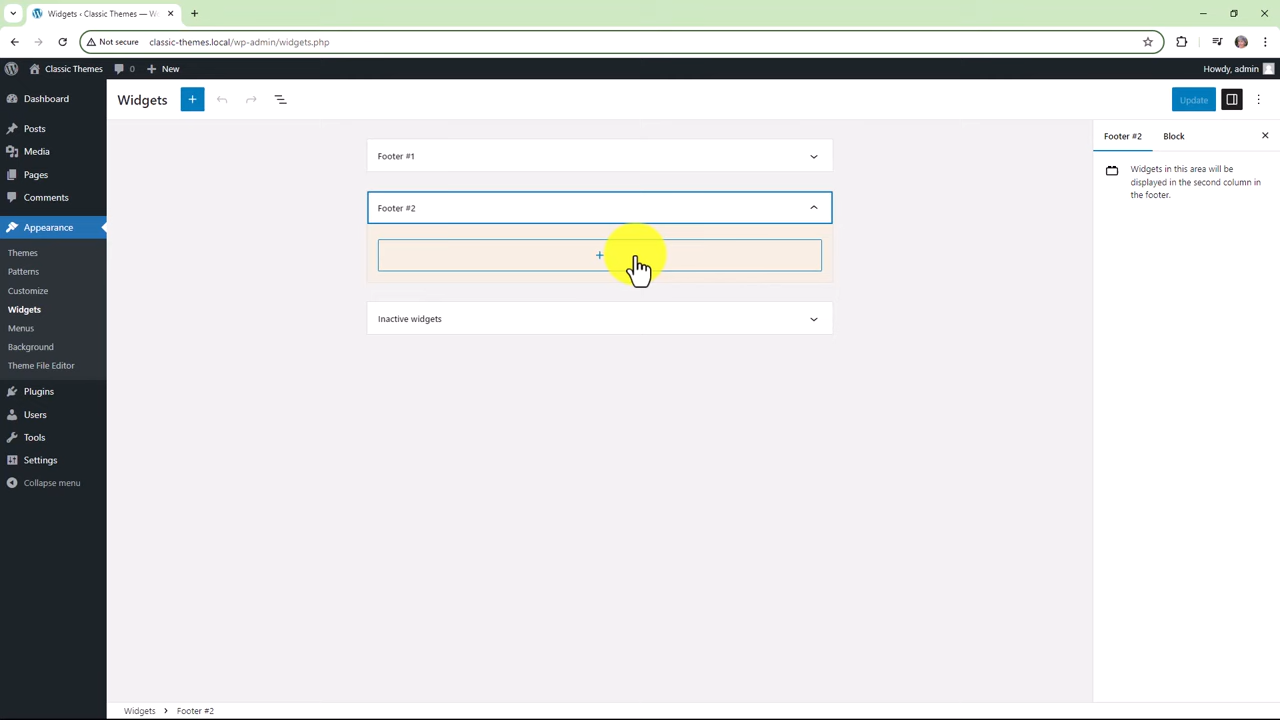 Widgets ‹ Classic Themes — W
Not secure classic-themes.local/wp-admin/widgets.php
Classic Themes 0 New Howdy, admin
Dashboard
Posts
Media
Pages
Comments
Appearance
Themes
Patterns
Customize
Widgets
Menus
Background
Theme File Editor
Plugins
Users
Tools
Settings
Collapse menu
Widgets Update
Footer #1
Footer #2
Inactive widgets
Footer #2 Block
Widgets in this area will be
displayed in the second column in
the footer.
Widgets Footer #2